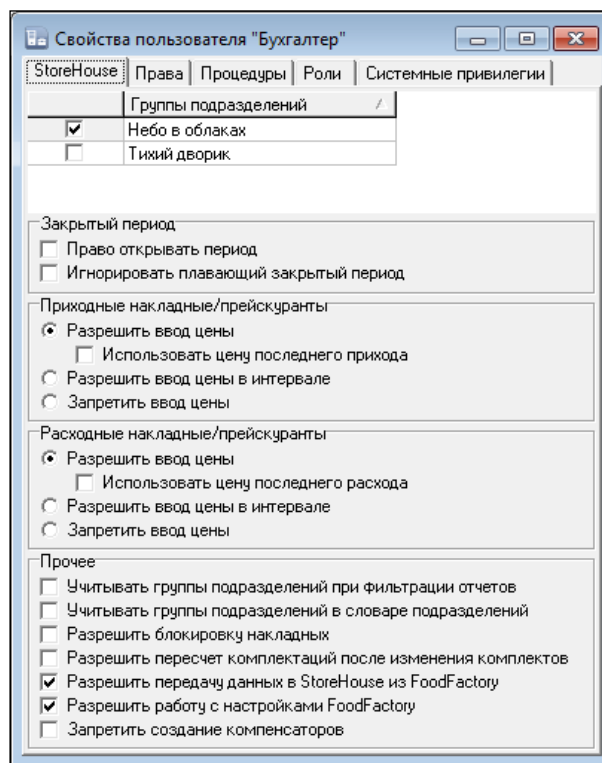 Свойства пользователя "Бухгалтер"
StoreHouse Права Процедуры Роли Системные привилегии
Группы подразделений
Небо в облаках
Тихий дворик
Закрытый период
Право открывать период
Игнорировать плавающий закрытый период
Приходные накладные/прейскуранты
Разрешить ввод цены
Использовать цену последнего прихода
Разрешить ввод цены в интервале
Запретить ввод цены
Расходные накладные/прейскуранты
Разрешить ввод цены
Использовать цену последнего расхода
Разрешить ввод цены в интервале
Запретить ввод цены
Прочее
Учитывать группы подразделений при фильтрации отчетов
Учитывать группы подразделений в словаре подразделений
Разрешить блокировку накладных
Разрешить пересчет комплектаций после изменения комплектов
Разрешить передачу данных в StoreHouse из FoodFactory
Разрешить работу с настройками FoodFactory
Запретить создание компенсаторов